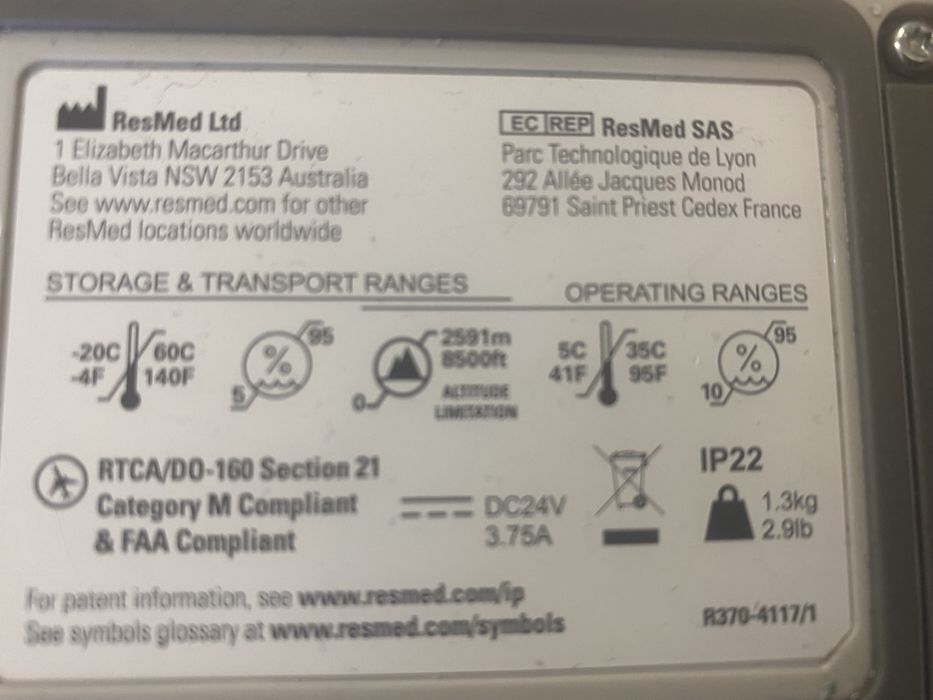 ResMed Ltd
1 Elizabeth Macarthur Drive
Bella Vista NSW 2153 Australia
See www.resmed.com for other
ResMed locations worldwide
EC REP ResMed SAS
Parc Technologique de Lyon
292 Allée Jacques Monod
69791 Saint Priest Cedex France
STORAGE & TRANSPORT RANGES
OPERATING RANGES
-20C 60C
-4F 140F
95
%
5
2591m
8500ft
0
ALTITUDE
LIMITATION
5C 35C
41F 95F
95
%
10
RTCA/DO-160 Section 21
Category M Compliant
& FAA Compliant
DC24V
3.75A
IP22
1.3kg
2.9lb
For patent information, see www.resmed.com/ip
See symbols glossary at www.resmed.com/symbols
R370-4117/1